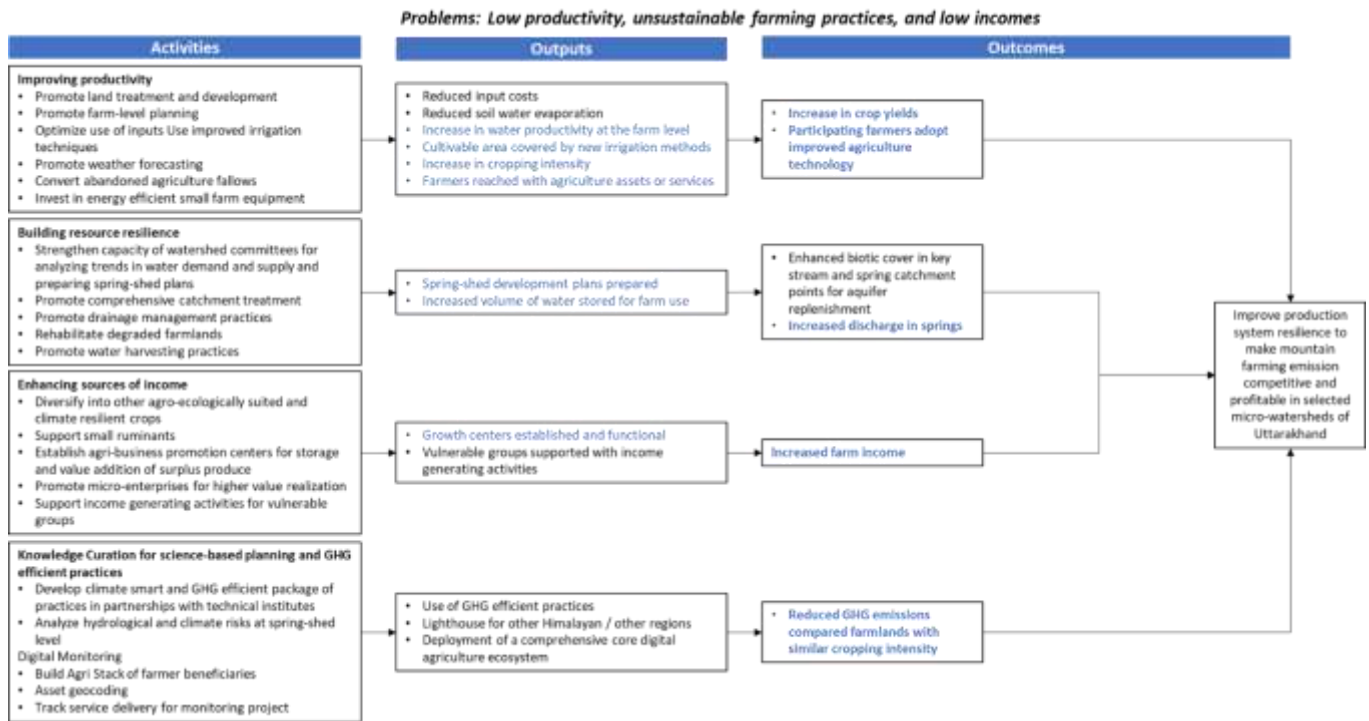 Problems: Low productivity, unsustainable farming practices, and low incomes
Activities
Outputs
Outcomes
Improving productivity
• Promote land treatment and development
• Promote farm-level planning
• Optimize use of inputs Use improved irrigation
techniques
• Promote weather forecasting
• Convert abandoned agriculture fallows
• Invest in energy efficient small farm equipment
• Reduced input costs
• Reduced soil water evaporation
• Increase in water productivity at the farm level
• Cultivable area covered by new irrigation methods
• Increase in cropping intensity
• Farmers reached with agriculture assets or services
• Increase in crop yields
• Participating farmers adopt
improved agriculture
technology
Building resource resilience
• Strengthen capacity of watershed committees for
analyzing trends in water demand and supply and
preparing spring-shed plans
• Promote comprehensive catchment treatment
• Promote drainage management practices
• Rehabilitate degraded farmlands
• Promote water harvesting practices
• Spring-shed development plans prepared
• Increased volume of water stored for farm use
• Enhanced biotic cover in key
stream and spring catchment
points for aquifer
replenishment
• Increased discharge in springs
Enhancing sources of income
• Diversify into other agro-ecologically suited and
climate resilient crops
• Support small ruminants
• Establish agri-business promotion centers for storage
and value addition of surplus produce
• Promote micro-enterprises for higher value realization
• Support income generating activities for vulnerable
groups
• Growth centers established and functional
• Vulnerable groups supported with income
generating activities
Increased farm income
Knowledge Curation for science-based planning and GHG
efficient practices
• Develop climate smart and GHG efficient package of
practices in partnerships with technical institutes
• Analyze hydrological and climate risks at spring-shed
level
Digital Monitoring
• Build Agri Stack of farmer beneficiaries
• Asset geocoding
• Track service delivery for monitoring project
• Use of GHG efficient practices
• Lighthouse for other Himalayan / other regions
• Deployment of a comprehensive core digital
agriculture ecosystem
• Reduced GHG emissions
compared farmlands with
similar cropping intensity
Improve production
system resilience to
make mountain
farming emission
competitive and
profitable in selected
micro-watersheds of
Uttarakhand